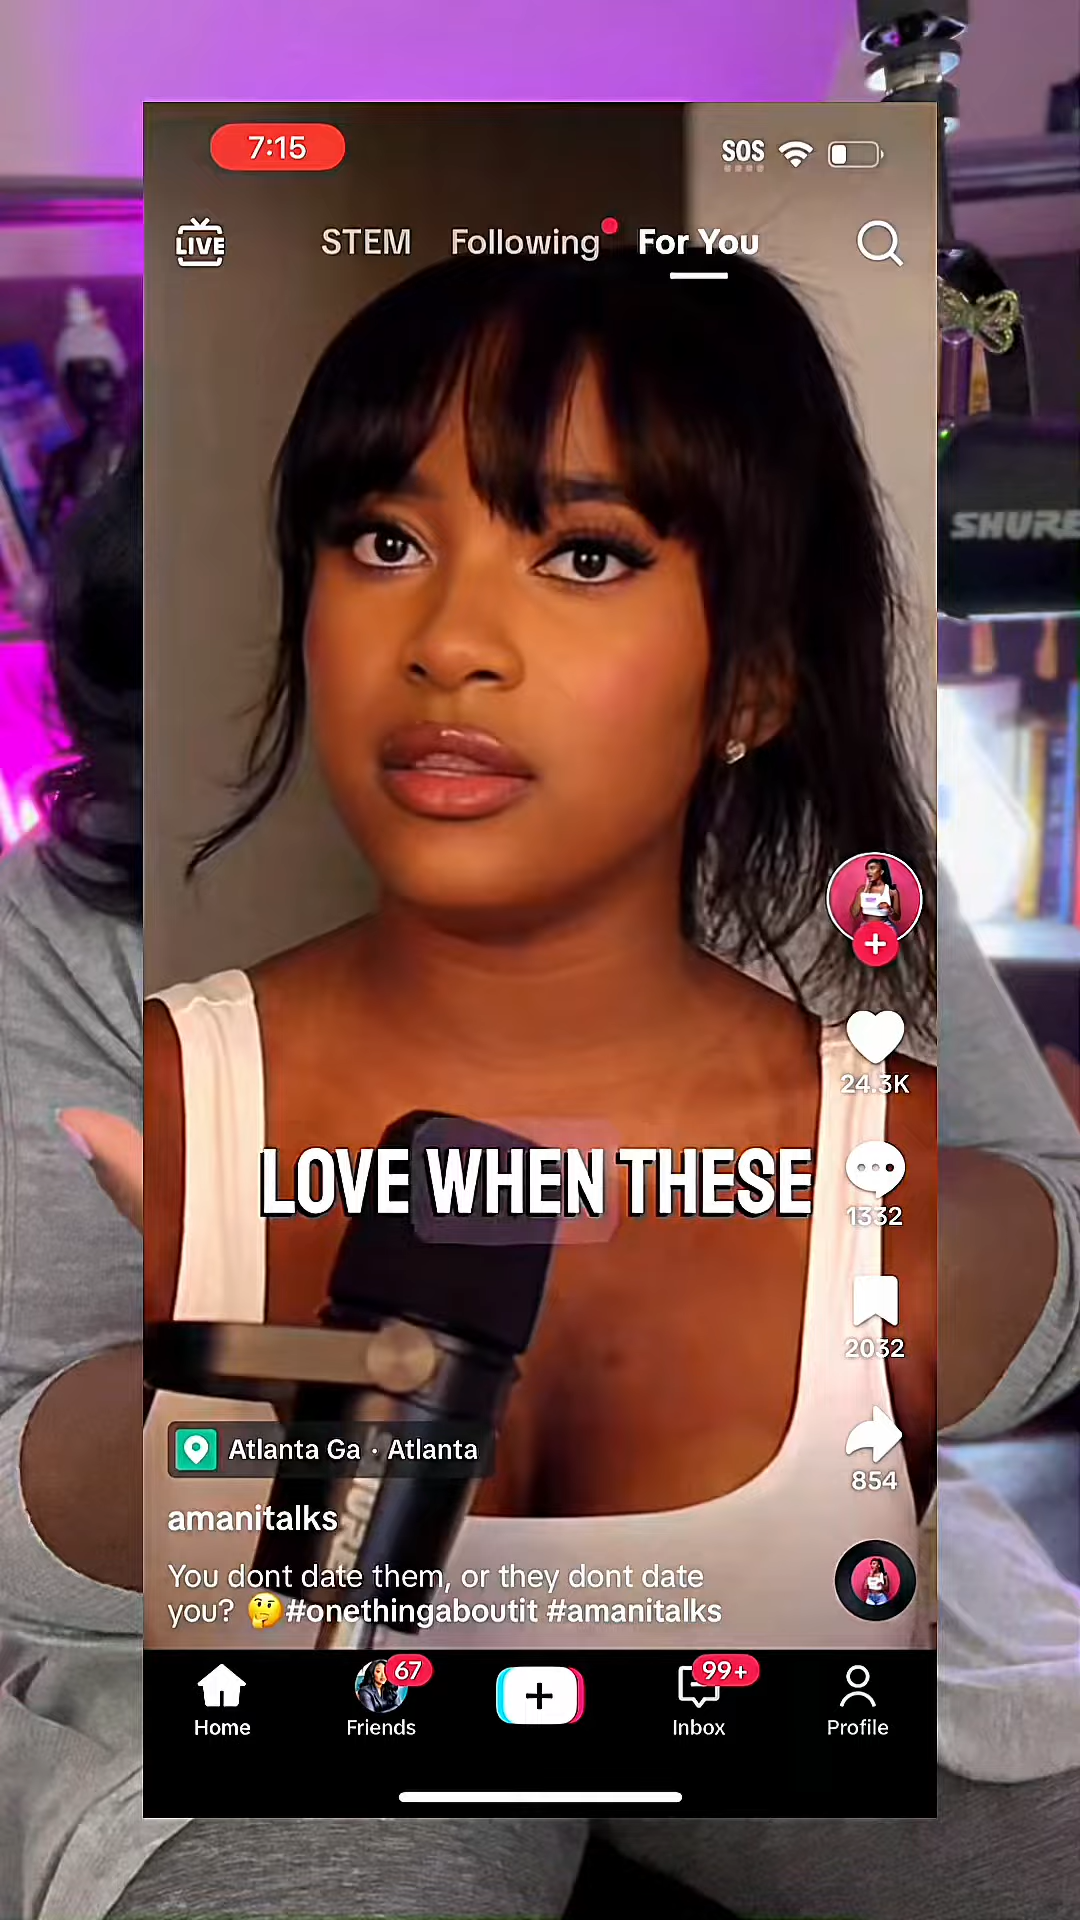 7:15
SOS
LIVE
STEM Following For You
SHURE
24.3K
LOVE WHEN THESE
1332
2032
Atlanta Ga · Atlanta
854
amanitalks
You dont date them, or they dont date
you? 🤔#onethingaboutit #amanitalks
67
99+
Home Friends Inbox Profile